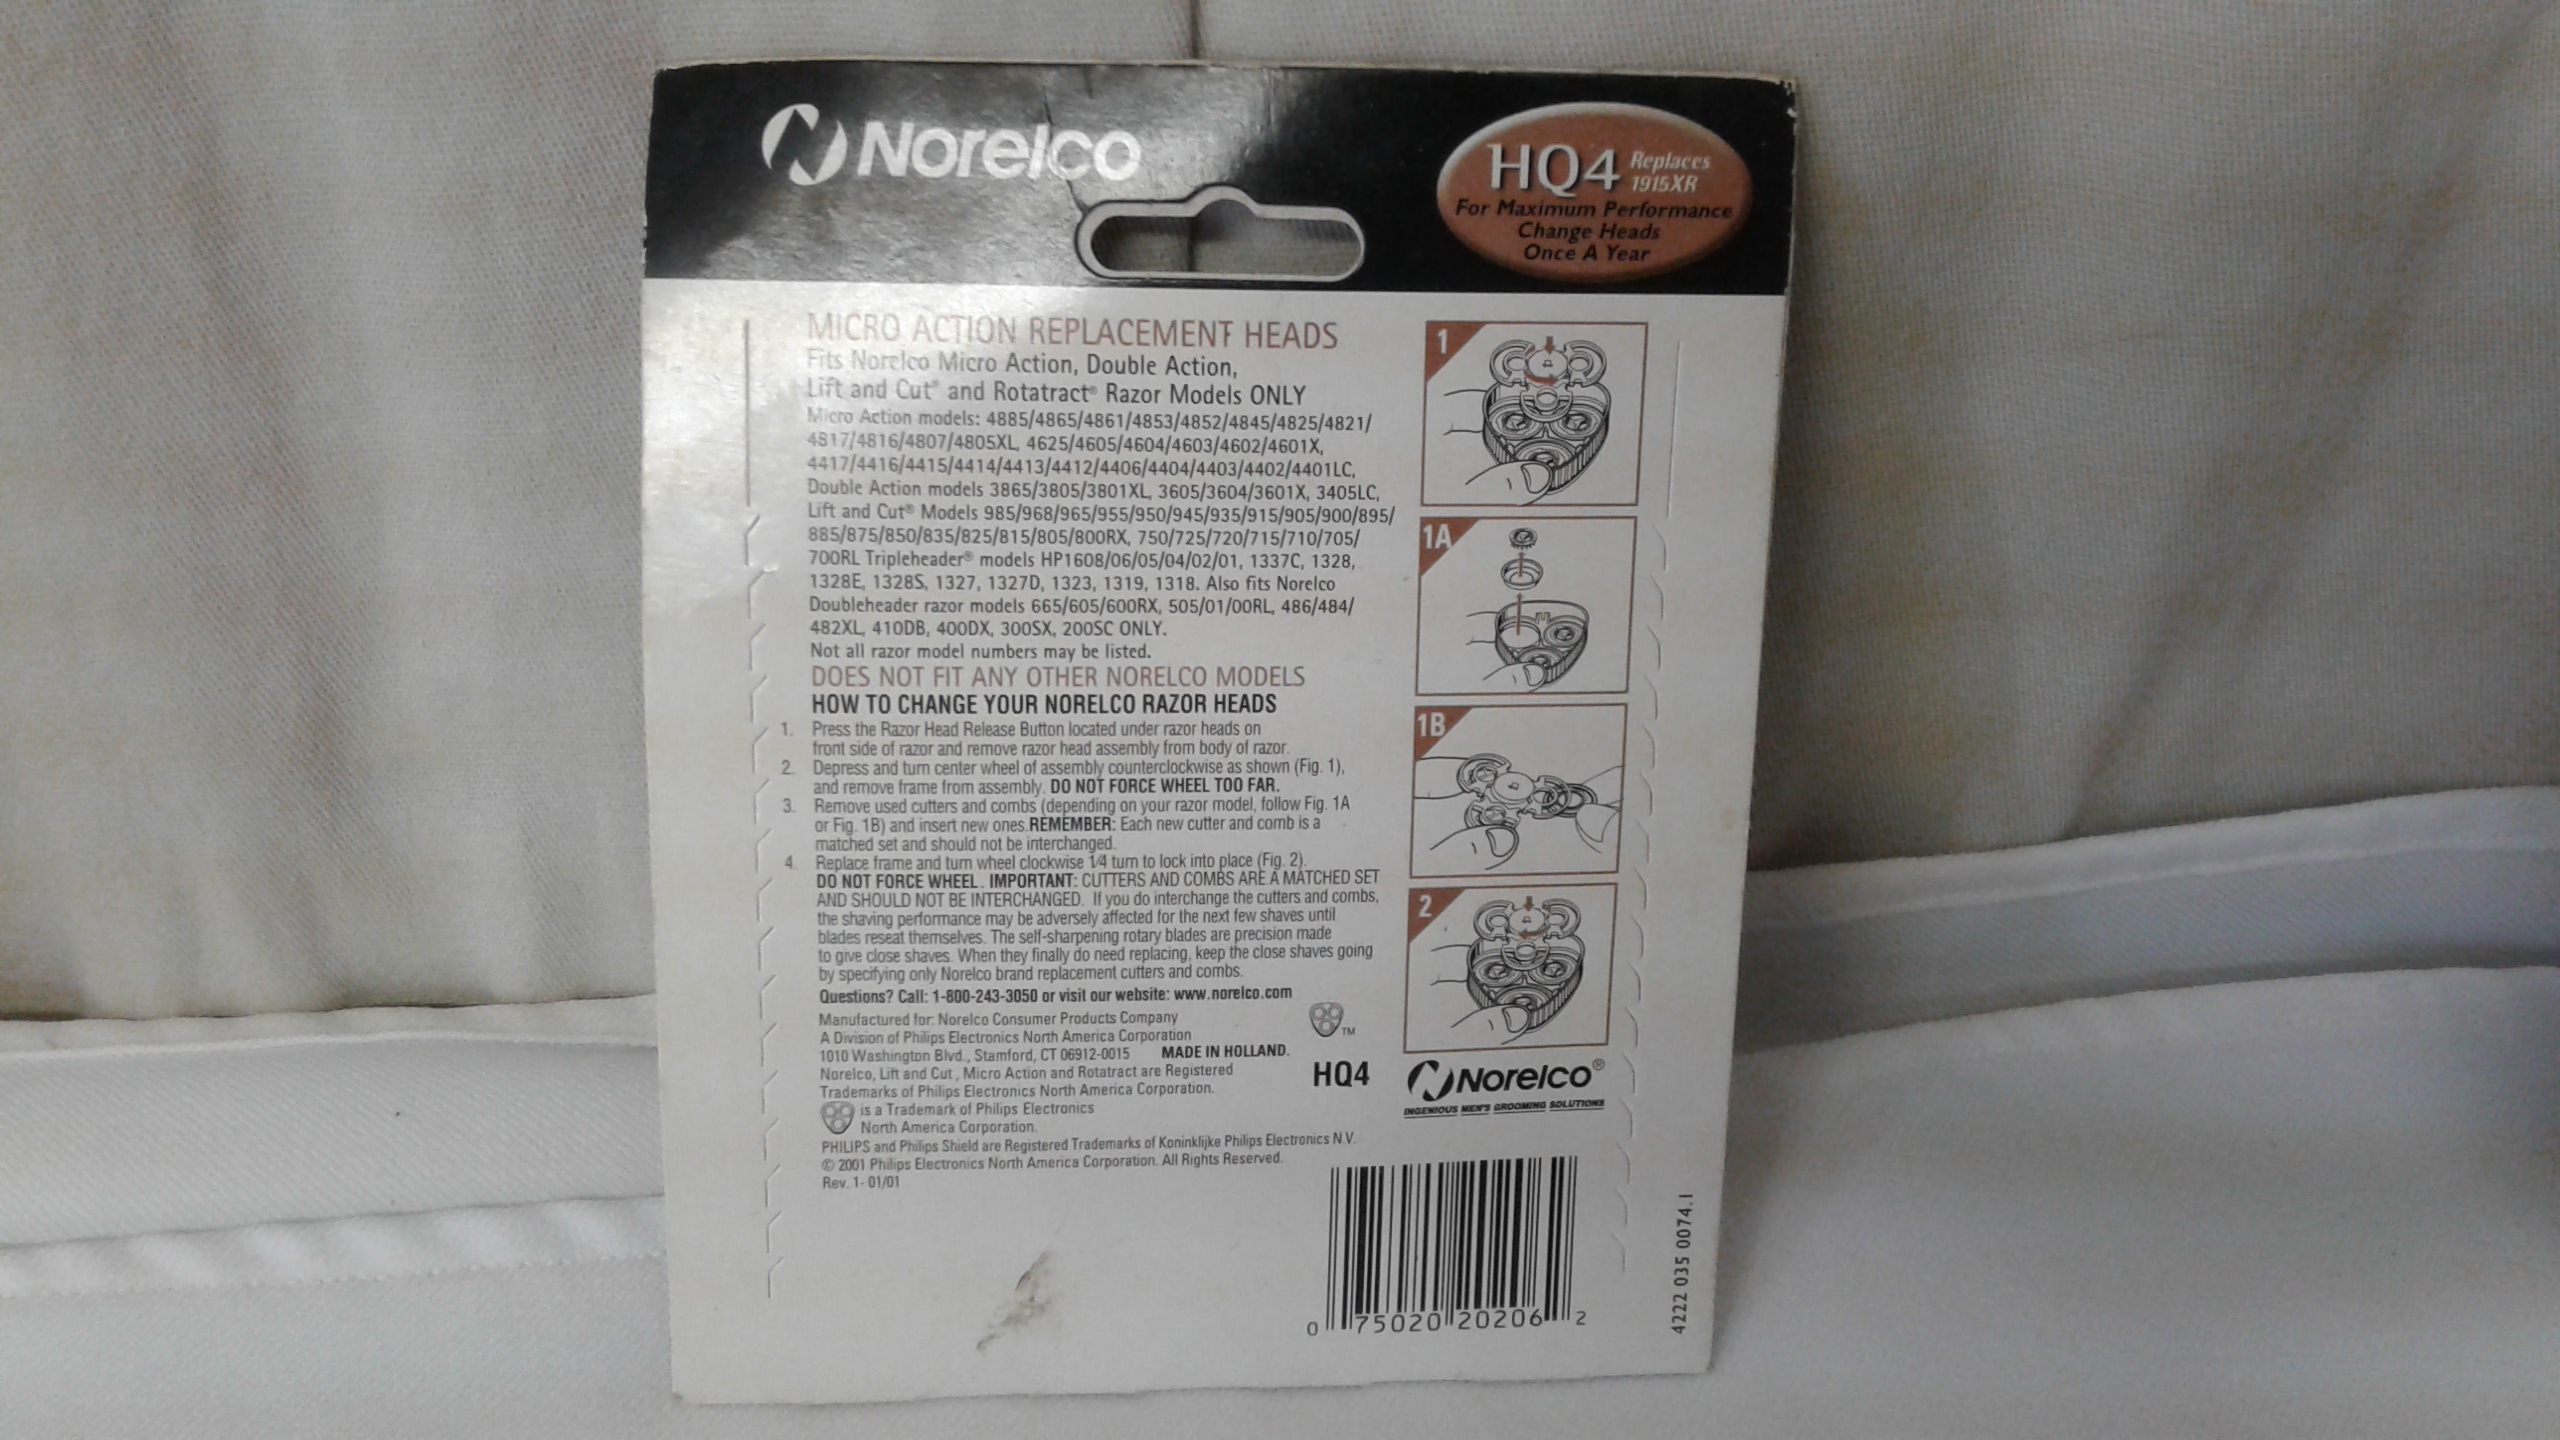 Norelco
HQ4 Replaces
1915XR
For Maximum Performance
Change Heads
Once A Year
MICRO ACTION REPLACEMENT HEADS
Fits Norelco Micro Action, Double Action,
Lift and Cut® and Rotatract® Razor Models ONLY
Micro Action models: 4885/4865/4861/4853/4852/4845/4825/4821/
4817/4816/4807/4805XL, 4625/4605/4604/4603/4602/4601X,
4417/4416/4415/4414/4413/4412/4406/4404/4403/4402/4401LC,
Double Action models 3865/3805/3801XL, 3605/3604/3601X, 3405LC,
Lift and Cut® Models 985/968/965/955/950/945/935/915/905/900/895/
885/875/850/835/825/815/805/800RX, 750/725/720/715/710/705/
700RL Tripleheader® models HP1608/06/05/04/02/01, 1337C, 1328,
1328E, 1328S, 1327, 1327D, 1323, 1319, 1318. Also fits Norelco
Doubleheader razor models 665/605/600RX, 505/01/00RL, 486/484/
482XL, 410DB, 400DX, 300SX, 200SC ONLY.
Not all razor model numbers may be listed.
DOES NOT FIT ANY OTHER NORELCO MODELS
HOW TO CHANGE YOUR NORELCO RAZOR HEADS
1. Press the Razor Head Release Button located under razor heads on
front side of razor and remove razor head assembly from body of razor.
2. Depress and turn center wheel of assembly counterclockwise as shown (Fig. 1),
and remove frame from assembly. DO NOT FORCE WHEEL TOO FAR.
3. Remove used cutters and combs (depending on your razor model, follow Fig. 1A
or Fig. 1B) and insert new ones.REMEMBER: Each new cutter and comb is a
matched set and should not be interchanged.
4. Replace frame and turn wheel clockwise 1/4 turn to lock into place (Fig. 2).
DO NOT FORCE WHEEL. IMPORTANT: CUTTERS AND COMBS ARE A MATCHED SET
AND SHOULD NOT BE INTERCHANGED. If you do interchange the cutters and combs,
the shaving performance may be adversely affected for the next few shaves until
blades reseat themselves. The self-sharpening rotary blades are precision made
to give close shaves. When they finally do need replacing, keep the close shaves going
by specifying only Norelco brand replacement cutters and combs.
Questions? Call: 1-800-243-3050 or visit our website: www.norelco.com
Manufactured for: Norelco Consumer Products Company
A Division of Philips Electronics North America Corporation
1010 Washington Blvd., Stamford, CT 06912-0015 MADE IN HOLLAND.
Norelco, Lift and Cut, Micro Action and Rotatract are Registered
Trademarks of Philips Electronics North America Corporation.
is a Trademark of Philips Electronics
North America Corporation.
PHILIPS and Philips Shield are Registered Trademarks of Koninklijke Philips Electronics N.V.
© 2001 Philips Electronics North America Corporation. All Rights Reserved.
Rev. 1- 01/01
TM
HQ4
1
1A
1B
2
Norelco®
INGENIOUS MEN'S GROOMING SOLUTIONS
0 75020 20206 2
4222 035 0074.1